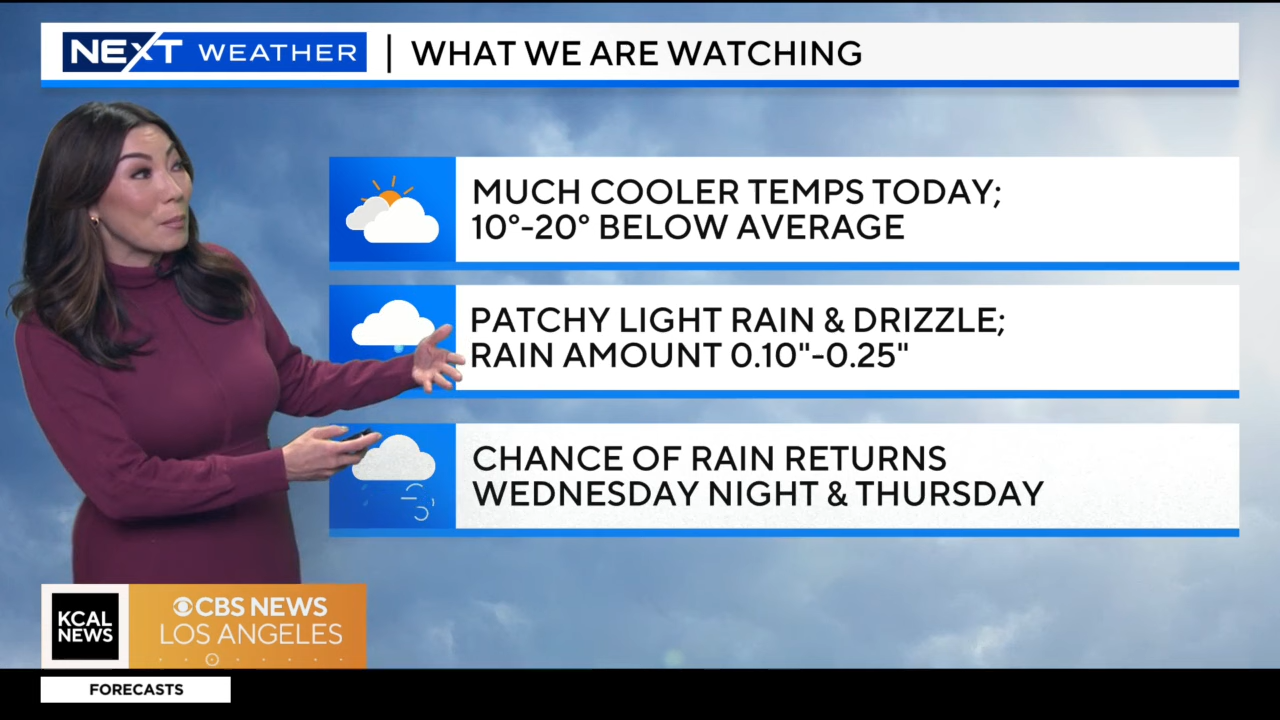 NEXT WEATHER | WHAT WE ARE WATCHING
MUCH COOLER TEMPS TODAY;
10°-20° BELOW AVERAGE
PATCHY LIGHT RAIN & DRIZZLE;
RAIN AMOUNT 0.10"-0.25"
CHANCE OF RAIN RETURNS
WEDNESDAY NIGHT & THURSDAY
KCAL
NEWS
CBS NEWS
LOS ANGELES
FORECASTS